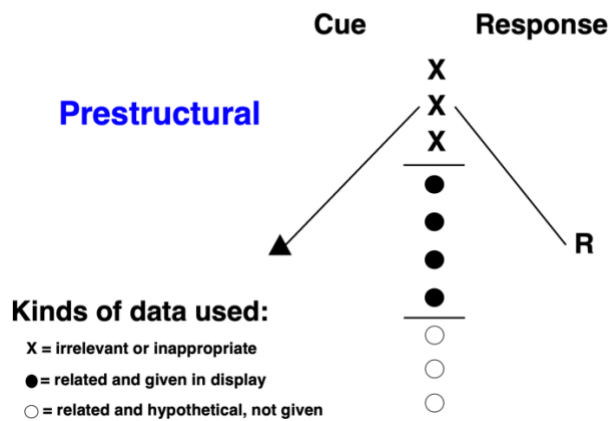 Cue Response
X
Prestructural X
X
R
Kinds of data used:
X = irrelevant or inappropriate
●= related and given in display
○ = related and hypothetical, not given